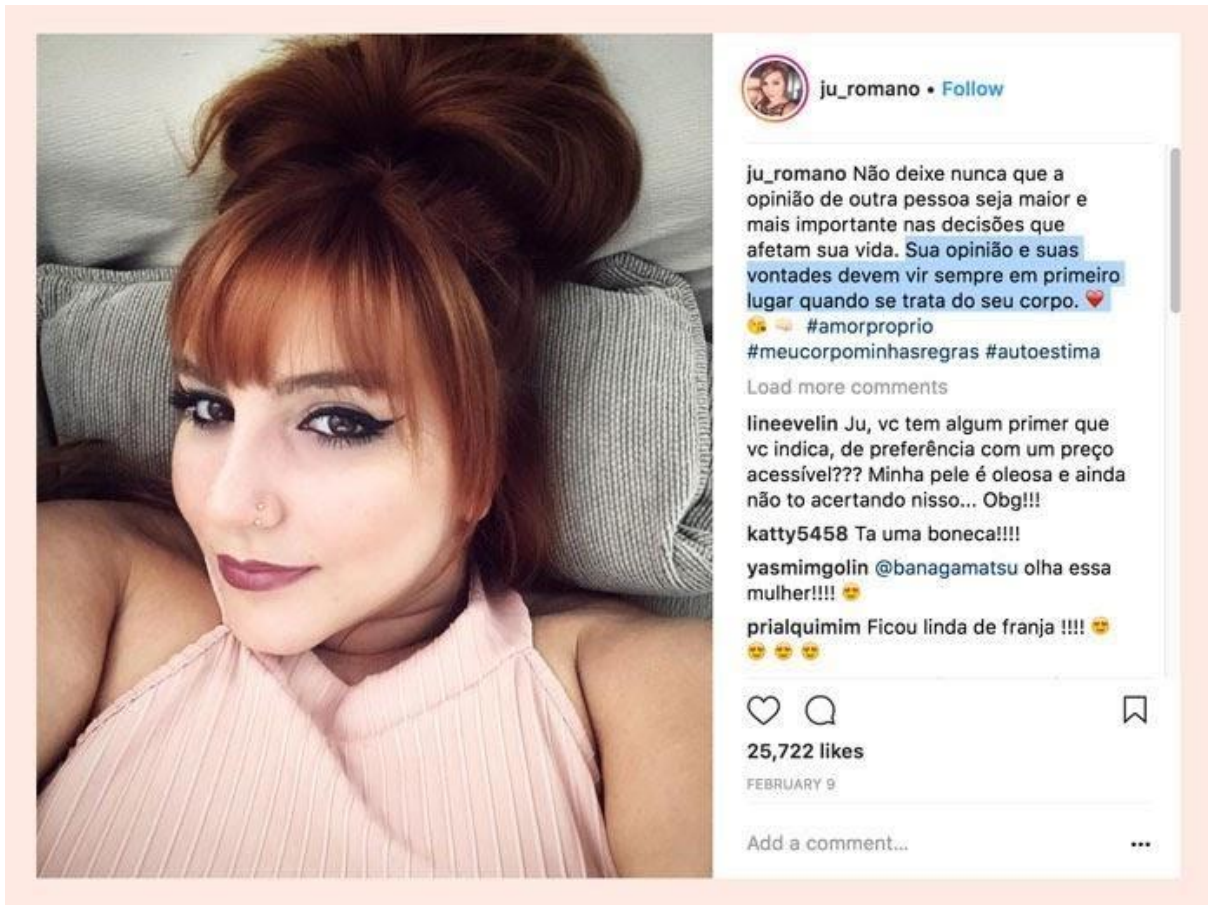 ju_romano • Follow
ju_romano Não deixe nunca que a
opinião de outra pessoa seja maior e
mais importante nas decisões que
afetam sua vida. Sua opinião e suas
vontades devem vir sempre em primeiro
lugar quando se trata do seu corpo. ❤️
😘 👊🏻 #amorproprio
#meucorpominhasregras #autoestima
Load more comments
lineevelin Ju, vc tem algum primer que
vc indica, de preferência com um preço
acessível??? Minha pele é oleosa e ainda
não to acertando nisso... Obg!!!
katty5458 Ta uma boneca!!!!
yasmimgolin @banagamatsu olha essa
mulher!!!! 😍
prialquimim Ficou linda de franja !!!! 😍
😍 😍 😍
25,722 likes
FEBRUARY 9
Add a comment...